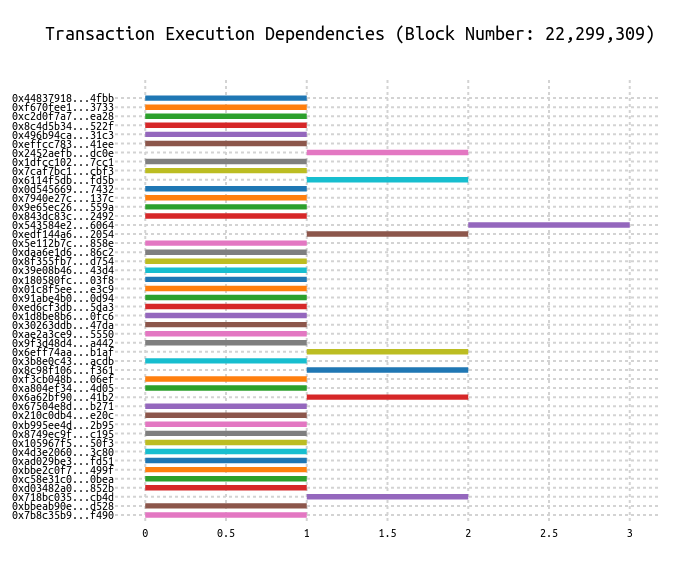 Transaction Execution Dependencies (Block Number: 22,299,309)
0x44837918...4fbb
0xf670fee1...3733
0xc2d0f7a7...ea28
0x8c4d5b34...522f
0x496b94ca...31c3
0xeffcc783...41ee
0x2452aefb...dc0e
0x1dfcc102...7cc1
0x7caf7bc1...cbf3
0x6114f5db...fd5b
0x0d545669...7432
0x7940e27c...137c
0x9e65ec26...559a
0x843dc83c...2492
0x543584e2...6064
0xedf144a6...2054
0x5e112b7c...858e
0xdaa6e1d6...86c2
0x8f355fb7...d754
0x39e08b46...43d4
0x180580fc...03f8
0x01c8f5ee...e3c9
0x91abe4b0...0d94
0xed6cf3db...5da3
0x1d8be8b6...0fc6
0x30263ddb...47da
0xae2a3ce9...5550
0x9f3d48d4...a442
0x6eff74aa...b1af
0x3b8e0c43...acdb
0x8c98f106...f361
0xf3cb048b...06ef
0xa804ef34...4d05
0x6a62bf90...41b2
0x67504e8d...b271
0x210c0db4...e20c
0xb995ee4d...2b95
0x8749ec9f...c195
0x105967f5...50f3
0x4d3e2060...3c80
0xad029be3...fd51
0xbbe2c0f7...499f
0xc58e31c0...0bea
0xd03482a0...852b
0x718bc035...cb4d
0xbbeab90e...d528
0x7b8c35b9...f490
0 0.5 1 1.5 2 2.5 3